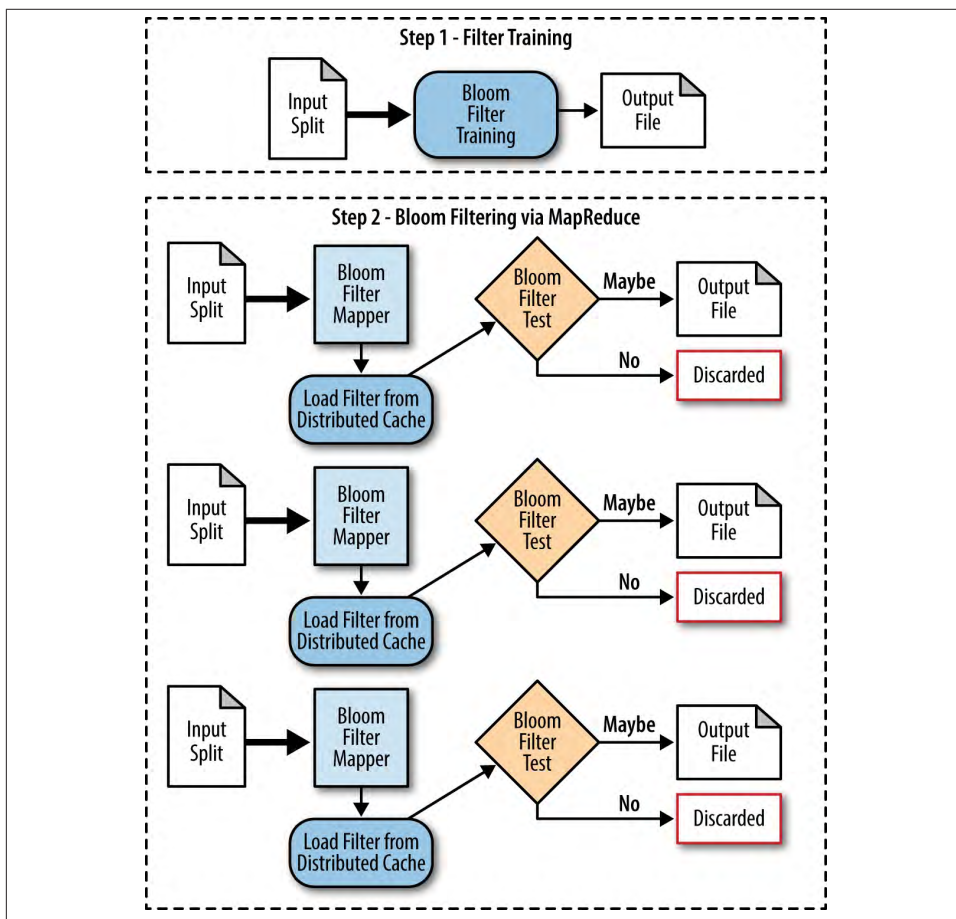 Step 1 - Filter Training
Input
Split
Bloom
Filter
Training
Output
File
Step 2 - Bloom Filtering via MapReduce
Input
Split
Bloom
Filter
Mapper
Load Filter from
Distributed Cache
Bloom
Filter
Test
Maybe
Output
File
No
Discarded
Input
Split
Bloom
Filter
Mapper
Load Filter from
Distributed Cache
Bloom
Filter
Test
Maybe
Output
File
No
Discarded
Input
Split
Bloom
Filter
Mapper
Load Filter from
Distributed Cache
Bloom
Filter
Test
Maybe
Output
File
No
Discarded